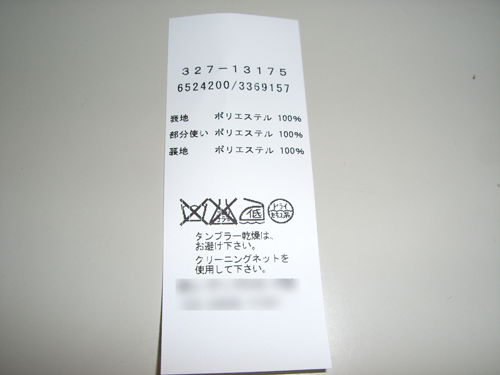 327-13175
6524200/3369157
表地 ポリエステル 100%
部分使い ポリエステル 100%
裏地 ポリエステル 100%
低
ドライ
タンブラー乾燥は、
お避け下さい。
クリーニングネットを
使用して下さい。